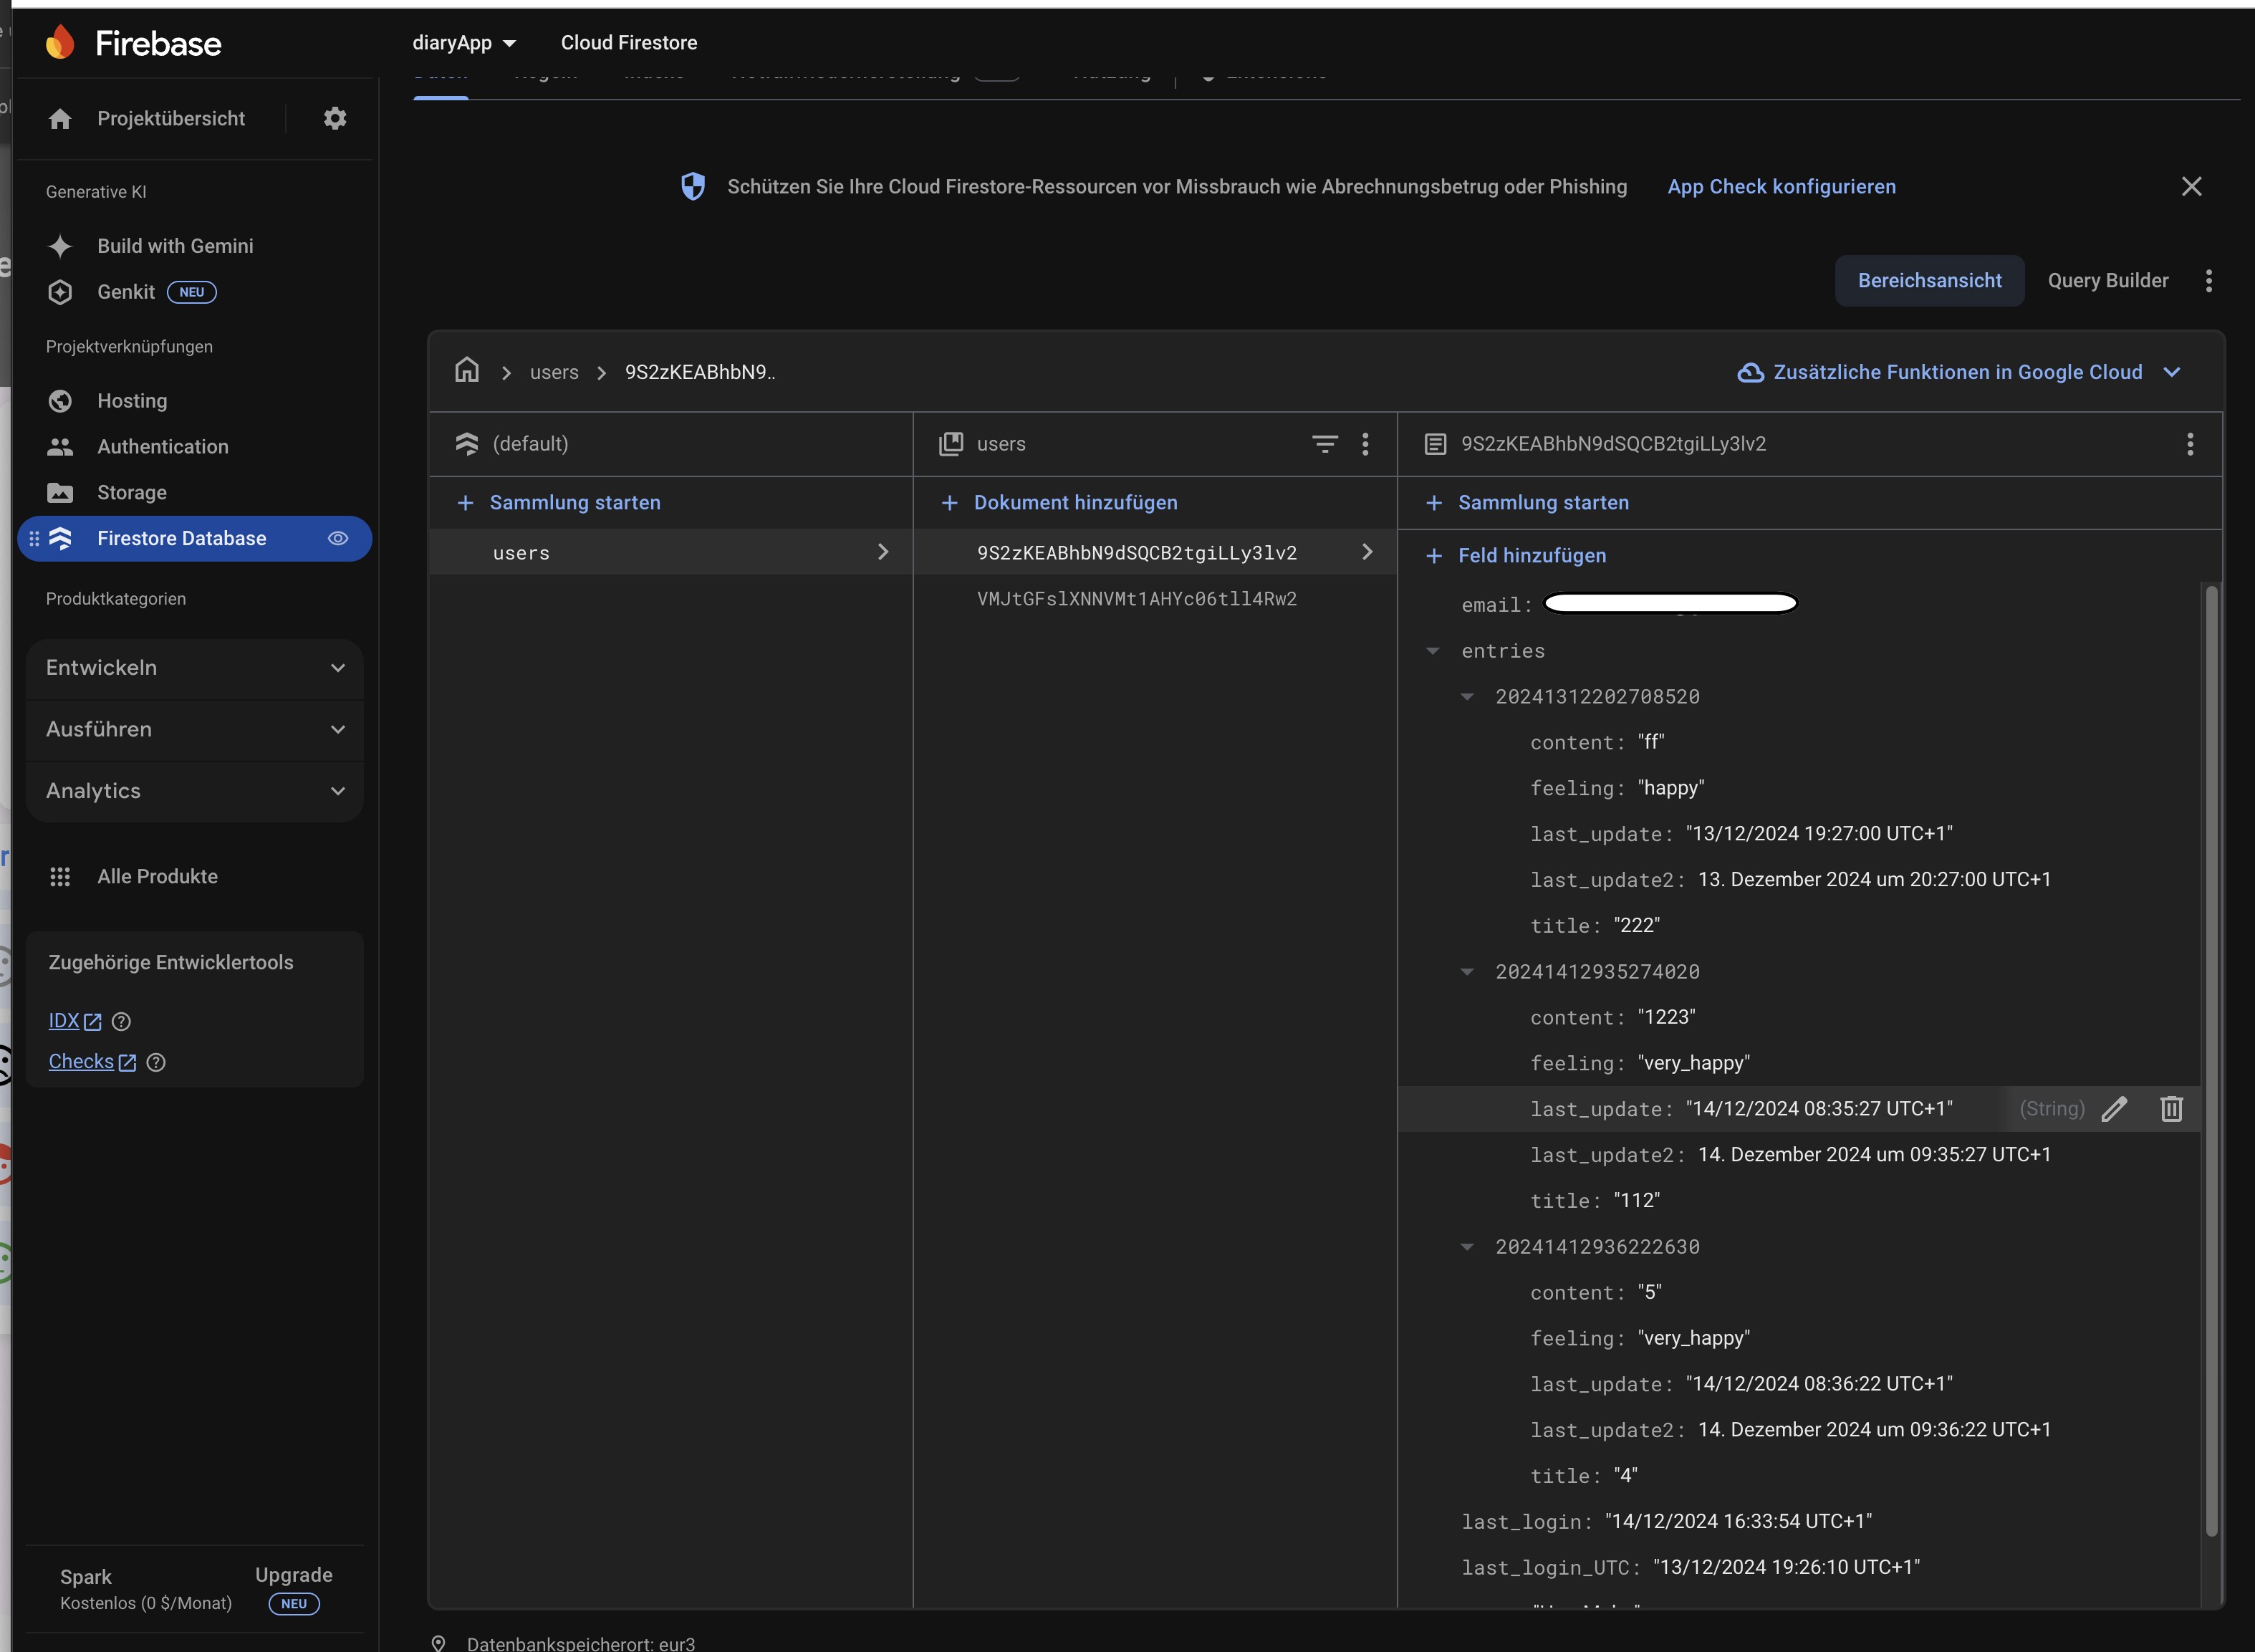 Firebase
diaryApp
Cloud Firestore
Projektübersicht
Generative KI
Build with Gemini
Genkit NEU
Projektverknüpfungen
Hosting
Authentication
Storage
Firestore Database
Produktkategorien
Entwickeln
Ausführen
Analytics
Alle Produkte
Zugehörige Entwicklertools
IDX
Checks
Spark
Kostenlos (0 $/Monat)
Upgrade
NEU
Schützen Sie Ihre Cloud Firestore-Ressourcen vor Missbrauch wie Abrechnungsbetrug oder Phishing App Check konfigurieren
Bereichsansicht Query Builder
users 9S2zKEABhbN9..
Zusätzliche Funktionen in Google Cloud
(default)
Sammlung starten
users
users
Dokument hinzufügen
9S2zKEABhbN9dSQCB2tgiLLy3lv2
VMJtGFslXNNVMt1AHYc06tll4Rw2
9S2zKEABhbN9dSQCB2tgiLLy3lv2
Sammlung starten
Feld hinzufügen
email:
entries
20241312202708520
content: "ff"
feeling: "happy"
last_update: "13/12/2024 19:27:00 UTC+1"
last_update2: 13. Dezember 2024 um 20:27:00 UTC+1
title: "222"
20241412935274020
content: "1223"
feeling: "very_happy"
last_update: "14/12/2024 08:35:27 UTC+1" (String)
last_update2: 14. Dezember 2024 um 09:35:27 UTC+1
title: "112"
20241412936222630
content: "5"
feeling: "very_happy"
last_update: "14/12/2024 08:36:22 UTC+1"
last_update2: 14. Dezember 2024 um 09:36:22 UTC+1
title: "4"
last_login: "14/12/2024 16:33:54 UTC+1"
last_login_UTC: "13/12/2024 19:26:10 UTC+1"
Datenbankspeicherort: eur3